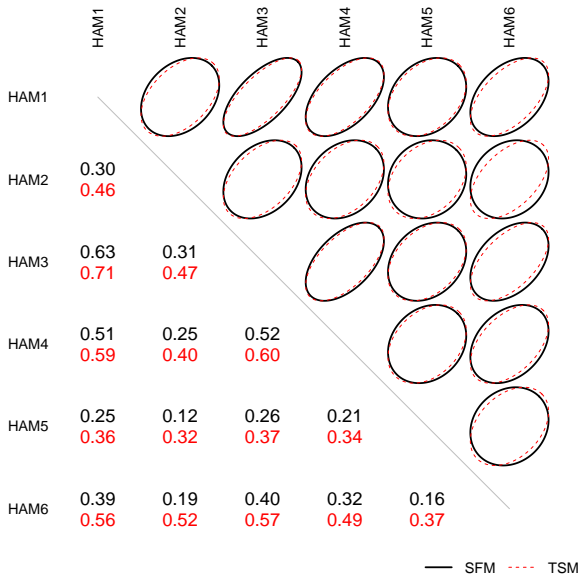 HAM1 HAM2 HAM3 HAM4 HAM5 HAM6
HAM1
HAM2 0.30
0.46
HAM3 0.63 0.31
0.71 0.47
HAM4 0.51 0.25 0.52
0.59 0.40 0.60
HAM5 0.25 0.12 0.26 0.21
0.36 0.32 0.37 0.34
HAM6 0.39 0.19 0.40 0.32 0.16
0.56 0.52 0.57 0.49 0.37
SFM TSM